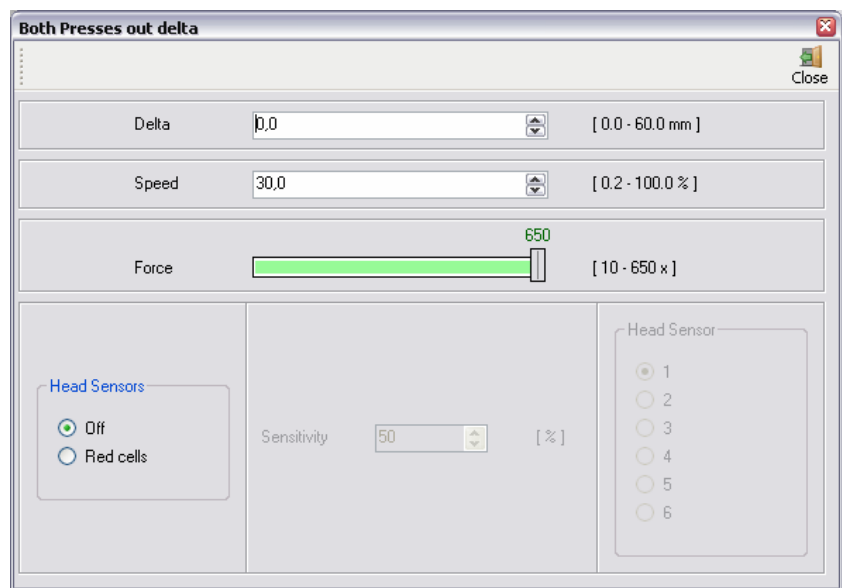 Both Presses out delta
Close
Delta 0,0 [ 0.0 - 60.0 mm ]
Speed 30,0 [ 0.2 - 100.0 % ]
650
Force [ 10 - 650 x ]
Head Sensors
Off
Red cells
Sensitivity 50 [ % ]
Head Sensor
1
2
3
4
5
6